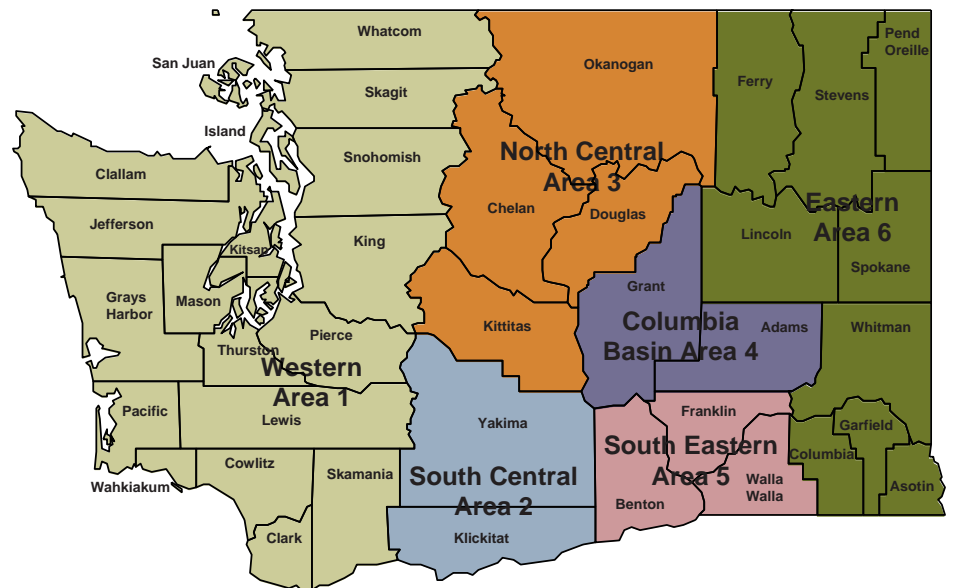 Whatcom
Okanogan
Pend
Oreille
San Juan
Ferry
Stevens
Skagit
Island
Snohomish
North Central
Area 3
Clallam
Chelan
Douglas
Eastern
Area 6
Jefferson
Kitsap
King
Lincoln
Spokane
Grays
Harbor
Mason
Grant
Kittitas
Columbia
Basin Area 4
Adams
Whitman
Pierce
Thurston
Western
Area 1
Pacific
Lewis
Yakima
Franklin
Garfield
South Eastern
Area 5
Columbia
Cowlitz
Skamania
South Central
Area 2
Walla
Walla
Wahkiakum
Benton
Asotin
Clark
Klickitat